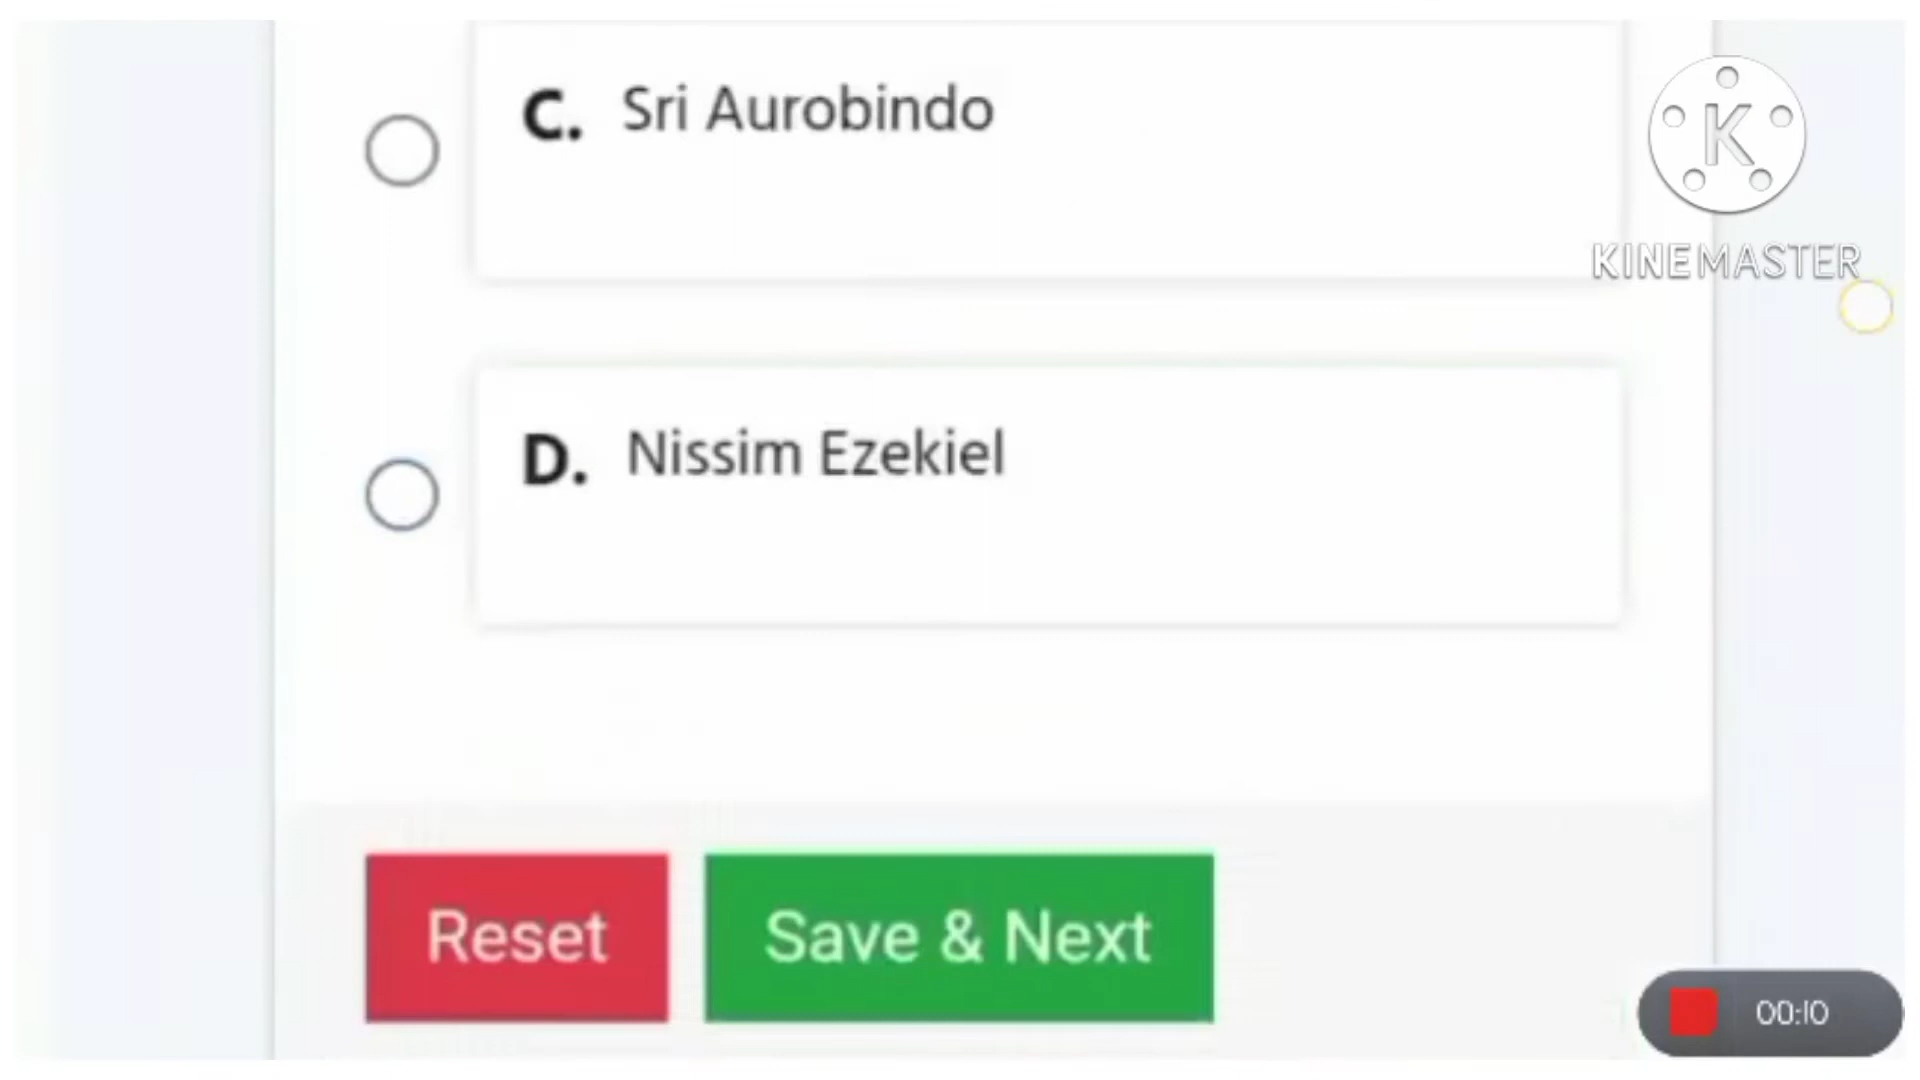 C. Sri Aurobindo
K
KINEMASTER
D. Nissim Ezekiel
Reset
Save & Next
00:10